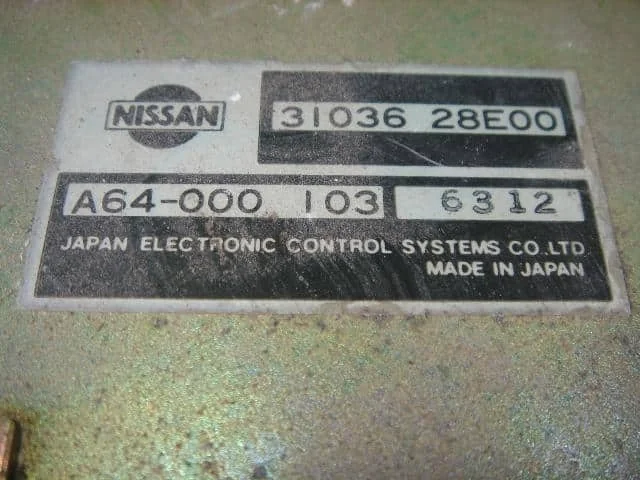 NISSAN
31036 28E00
A64-000 103 6312
JAPAN ELECTRONIC CONTROL SYSTEMS CO.,LTD.
MADE IN JAPAN